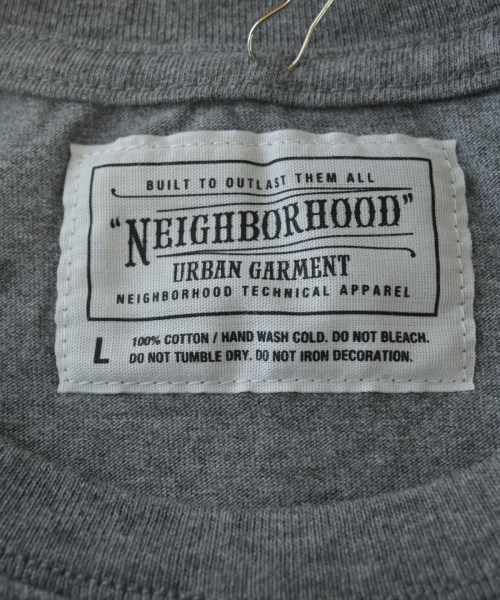 BUILT TO OUTLAST THEM ALL
"NEIGHBORHOOD"
URBAN GARMENT
NEIGHBORHOOD TECHNICAL APPAREL
L
100% COTTON / HAND WASH COLD. DO NOT BLEACH.
DO NOT TUMBLE DRY. DO NOT IRON DECORATION.